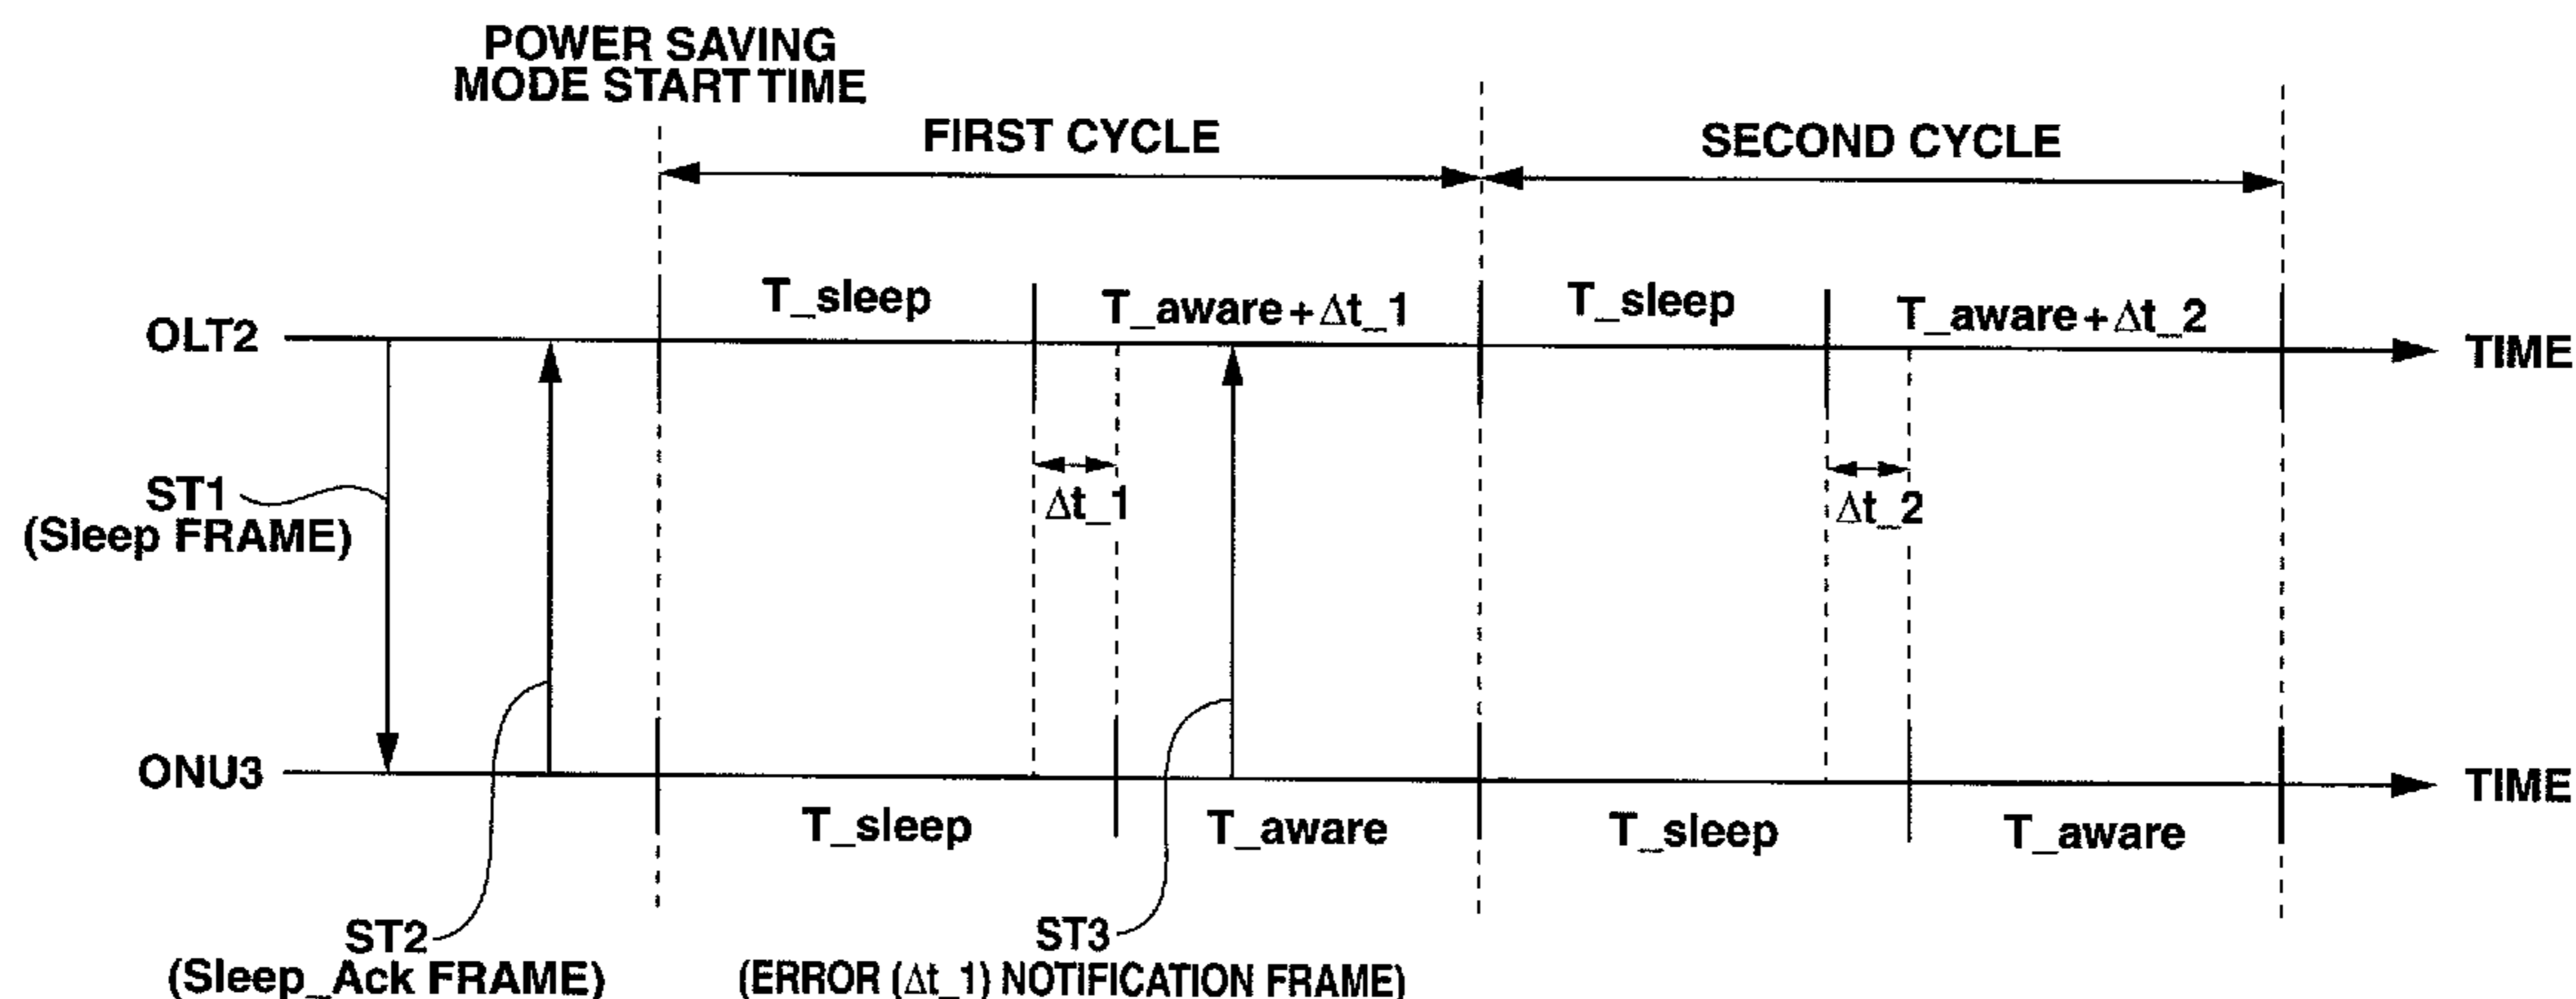 POWER SAVING
MODE START TIME
FIRST CYCLE
SECOND CYCLE
T_sleep
T_aware+Δt_1
T_sleep
T_aware+Δt_2
OLT2
TIME
Δt_1
Δt_2
ST1
(Sleep FRAME)
ONU3
TIME
T_sleep
T_aware
T_sleep
T_aware
ST2
(Sleep_Ack FRAME)
ST3
(ERROR (Δt_1) NOTIFICATION FRAME)